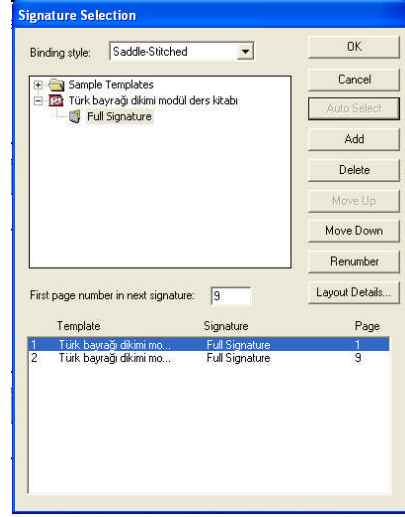 Signature Selection
Binding style: Saddle-Stitched
OK
Cancel
Auto Select
Add
Delete
Move Up
Move Down
Renumber
Layout Details...
Sample Templates
Türk bayrağı dikimi modül ders kitabı
Full Signature
First page number in next signature: 9
Template Signature Page
1 Türk bayrağı dikimi mo... Full Signature 1
2 Türk bayrağı dikimi mo... Full Signature 9